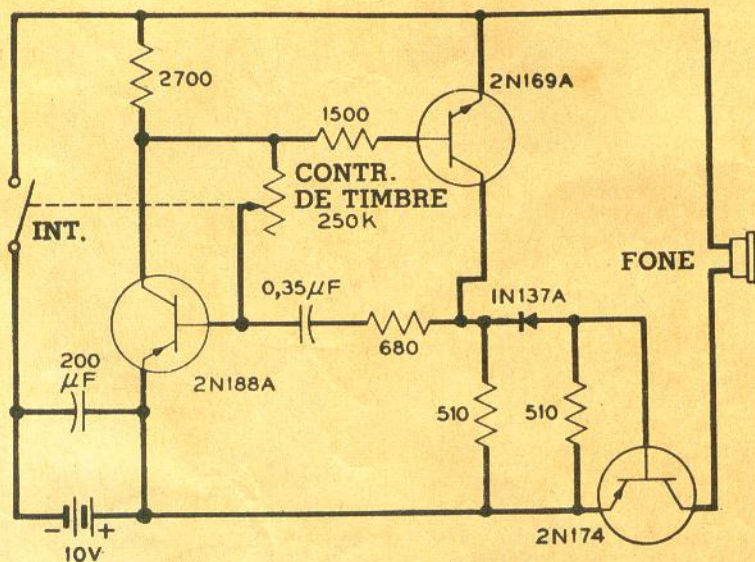 2700
2N169A
1500
CONTR.
DE TIMBRE
250K
INT.
FONE
0,35µF
1N137A
680
200
µF
2N188A
510
510
- +
10V
2N174